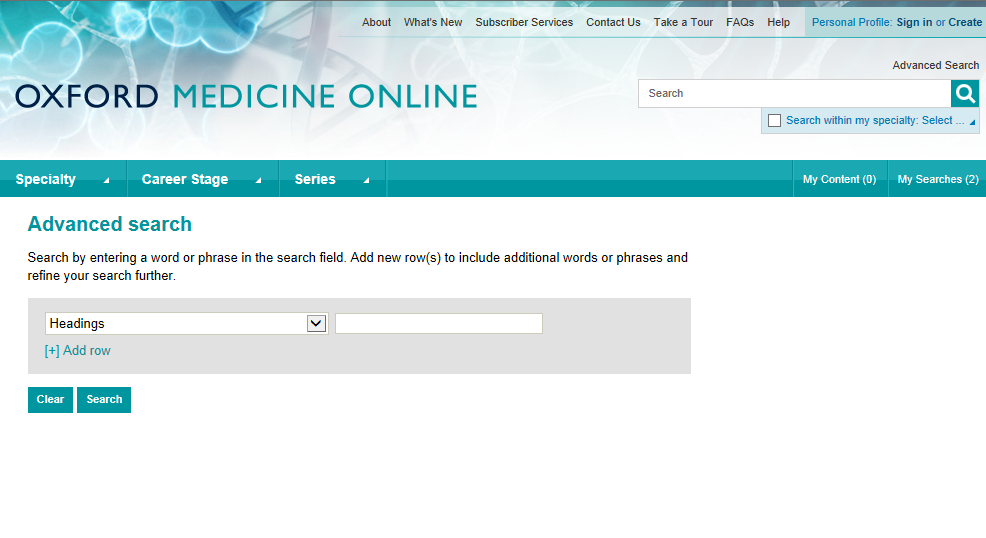 About What's New Subscriber Services Contact Us Take a Tour FAQs Help Personal Profile: Sign in or Create
Advanced Search
OXFORD MEDICINE ONLINE
Search
Search within my specialty: Select ...
Specialty Career Stage Series My Content (0) My Searches (2)
Advanced search
Search by entering a word or phrase in the search field. Add new row(s) to include additional words or phrases and
refine your search further.
Headings
[+] Add row
Clear Search